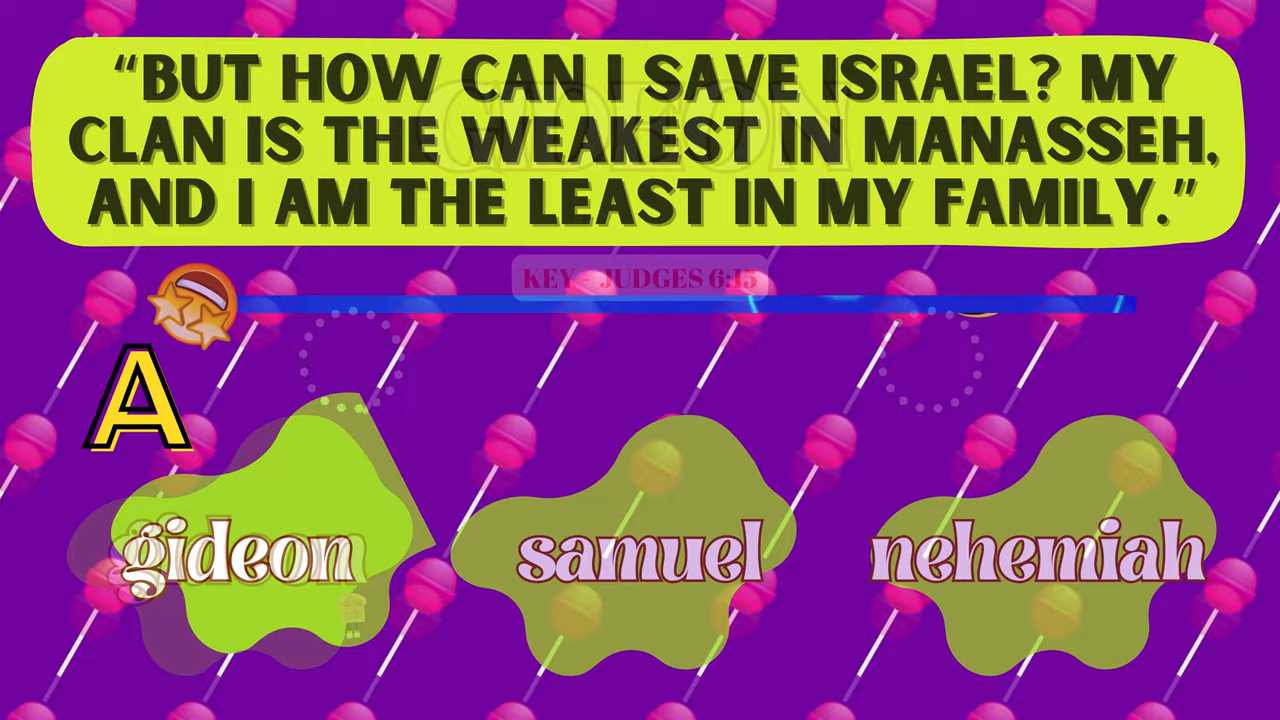 “BUT HOW CAN I SAVE ISRAEL? MY
CLAN IS THE WEAKEST IN MANASSEH,
AND I AM THE LEAST IN MY FAMILY.”
GIDEON
KEY - JUDGES 6:15
A
gideon
samuel
nehemiah